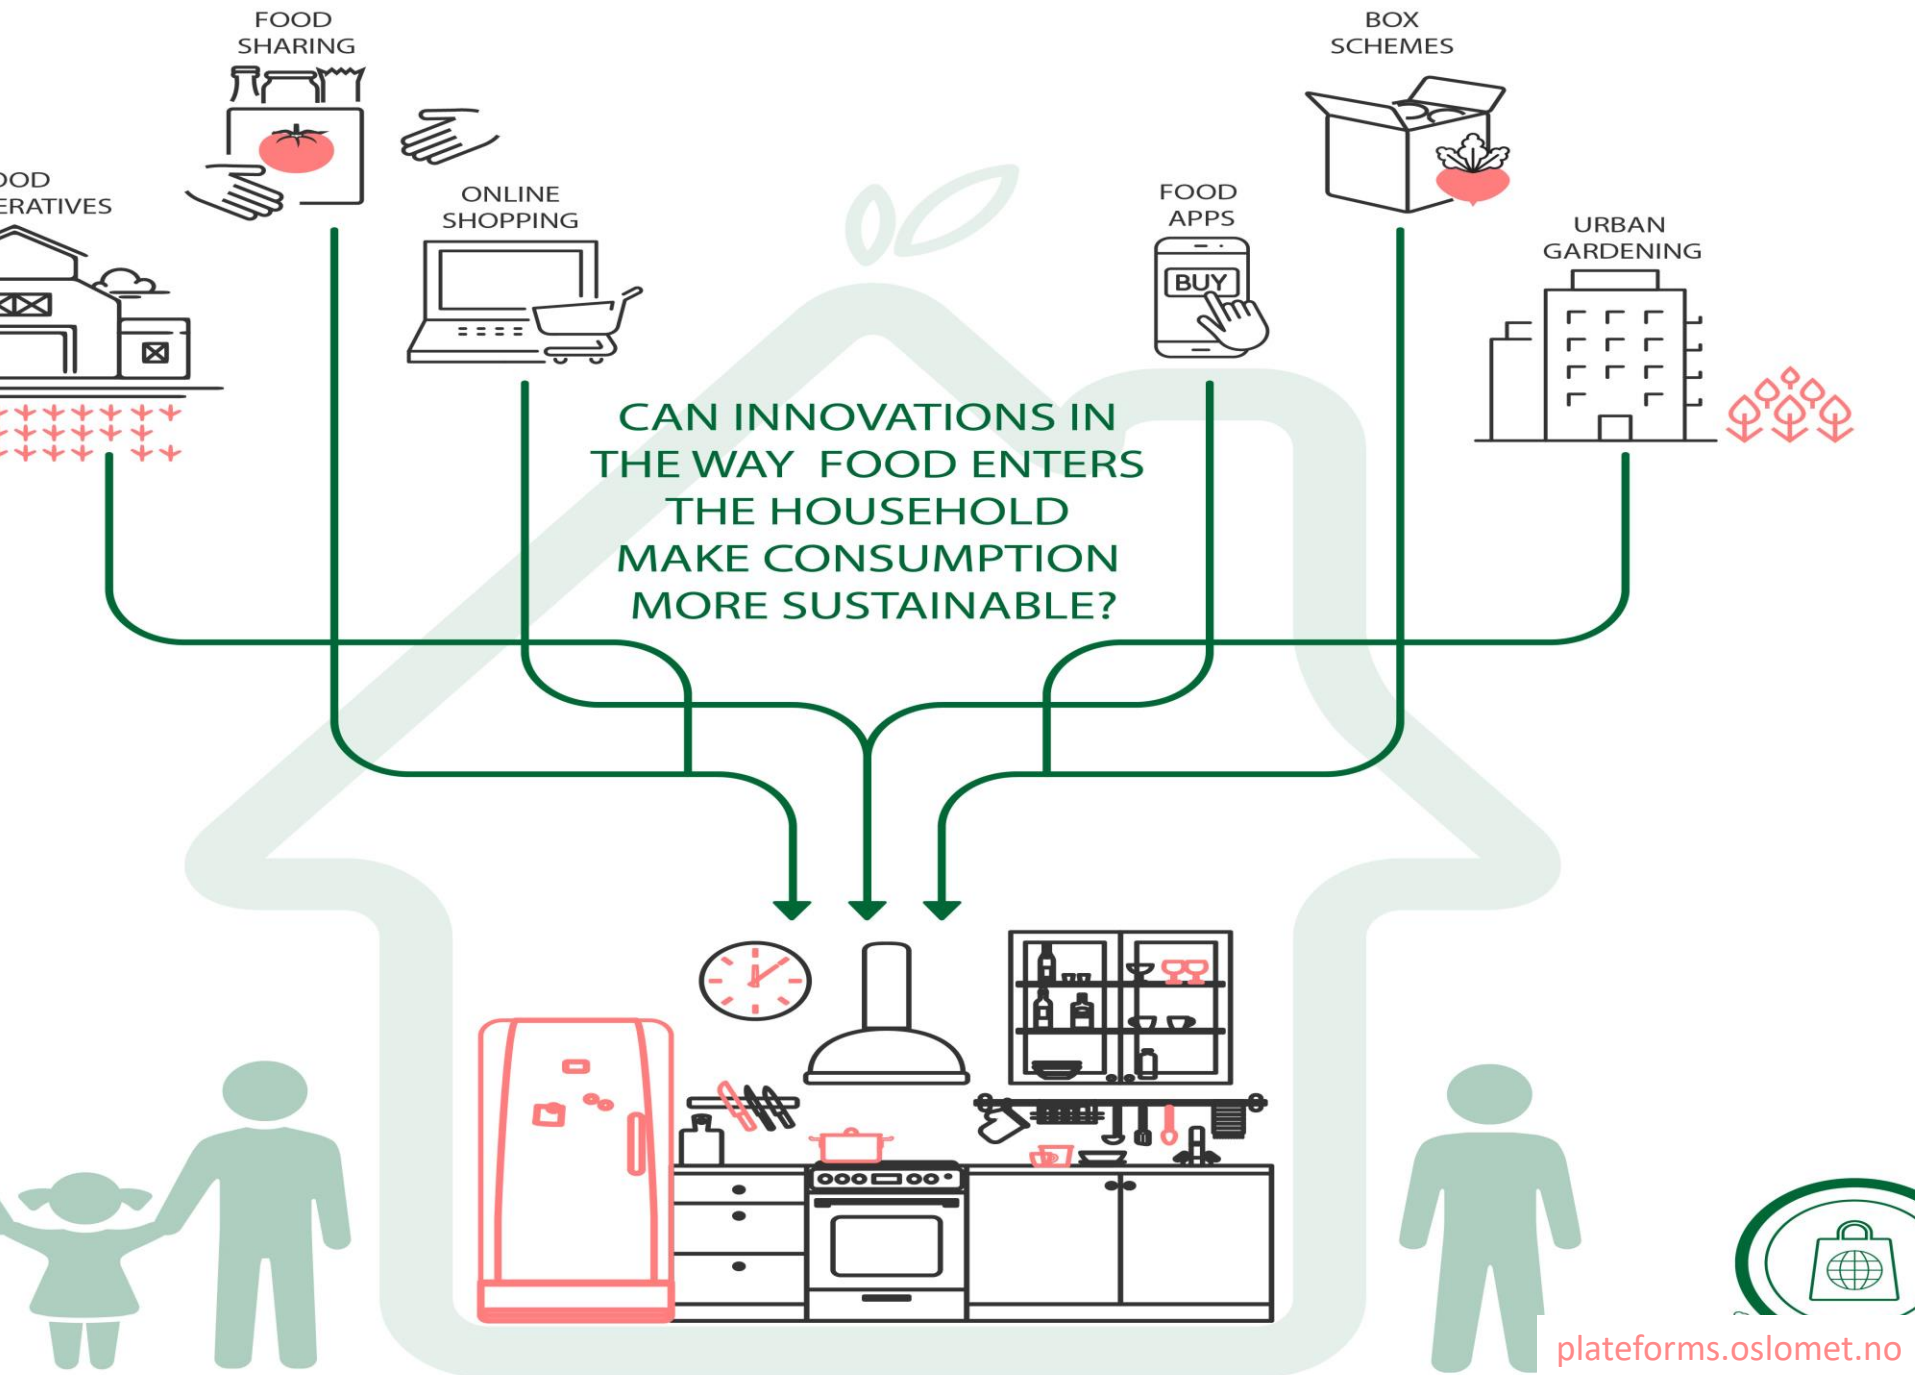 FOOD
SHARING
BOX
SCHEMES
OOD
ERATIVES
ONLINE
SHOPPING
FOOD
APPS
BUY
URBAN
GARDENING
CAN INNOVATIONS IN
THE WAY FOOD ENTERS
THE HOUSEHOLD
MAKE CONSUMPTION
MORE SUSTAINABLE?
plateforms.oslomet.no